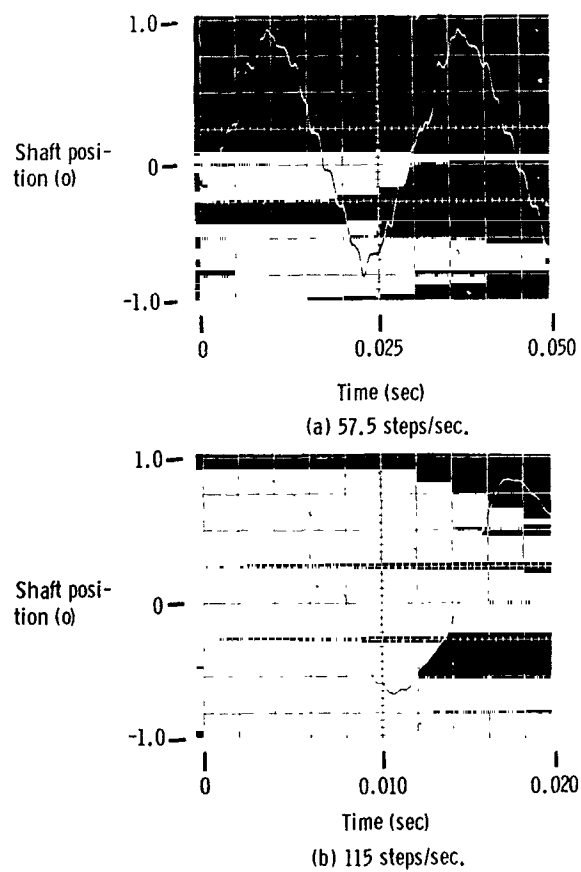 1.0
Shaft posi-
tion (o)
0
-1.0
0
0.025
0.050
Time (sec)
(a) 57.5 steps/sec.
1.0
Shaft posi-
tion (o)
0
-1.0
0
0.010
0.020
Time (sec)
(b) 115 steps/sec.